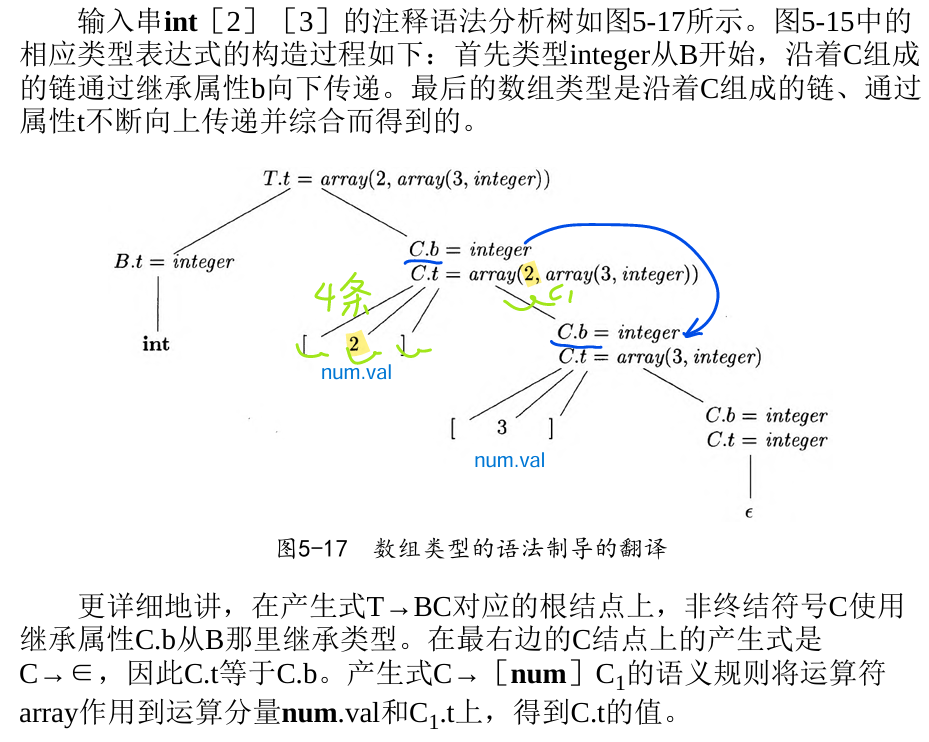 输入串int［2］［3］的注释语法分析树如图5-17所示。图5-15中的
相应类型表达式的构造过程如下：首先类型integer从B开始，沿着C组成
的链通过继承属性b向下传递。最后的数组类型是沿着C组成的链、通过
属性t不断向上传递并综合而得到的。
T.t = array(2, array(3, integer))
B.t = integer
C.b = integer
C.t = array(2, array(3, integer))
4条
C1
int
[ 2 ]
num.val
C.b = integer
C.t = array(3, integer)
[ 3 ]
num.val
C.b = integer
C.t = integer
ϵ
图5-17 数组类型的语法制导的翻译
更详细地讲，在产生式T→BC对应的根结点上，非终结符号C使用
继承属性C.b从B那里继承类型。在最右边的C结点上的产生式是
C→∈，因此C.t等于C.b。产生式C→［num］C₁的语义规则将运算符
array作用到运算分量num.val和C₁.t上，得到C.t的值。